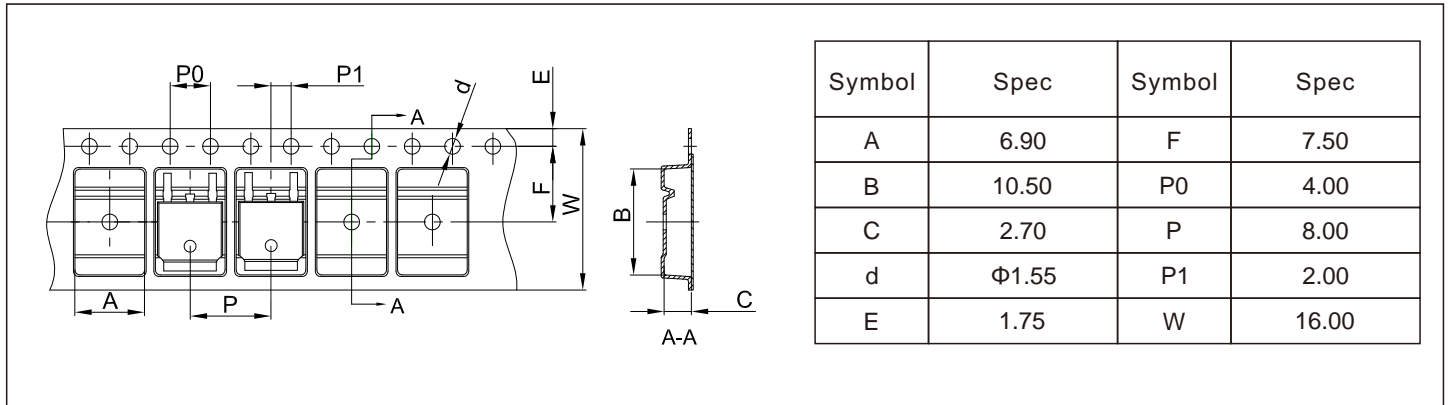 P0 P1 E d
A
F W
B
A P A C
A-A
Symbol Spec Symbol Spec
A 6.90 F 7.50
B 10.50 P0 4.00
C 2.70 P 8.00
d Φ1.55 P1 2.00
E 1.75 W 16.00